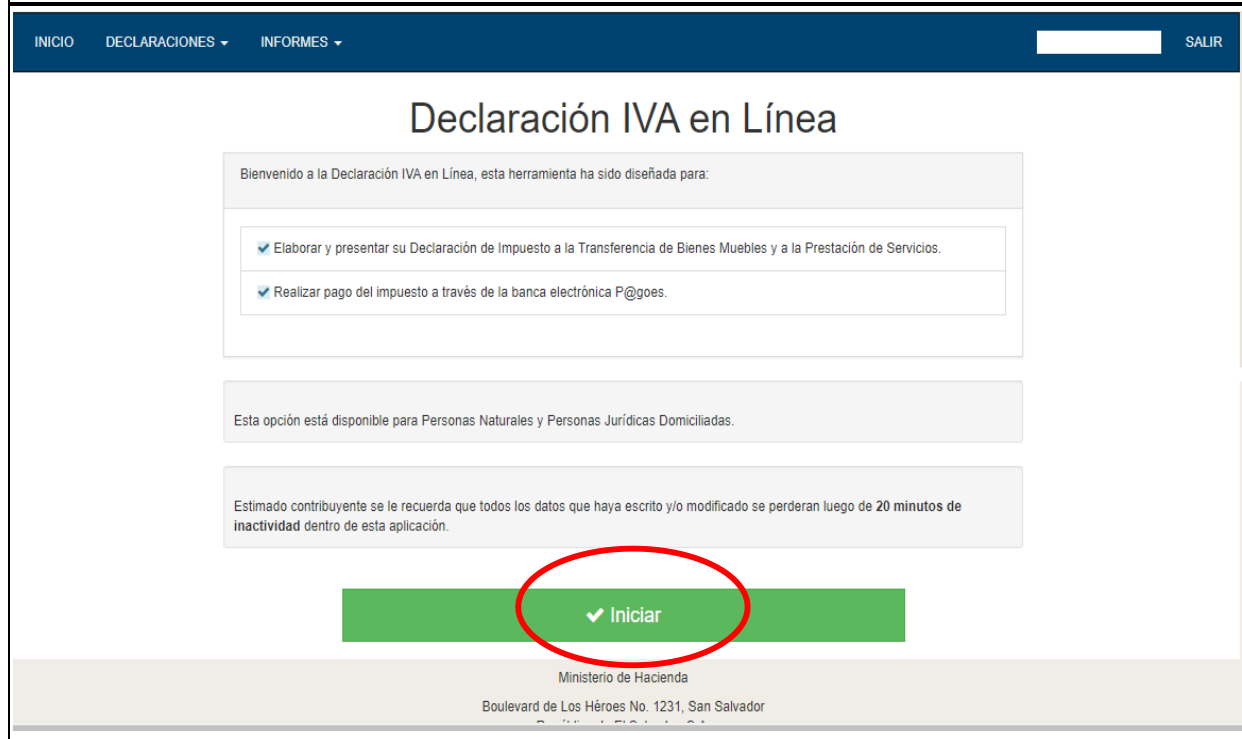 INICIO DECLARACIONES INFORMES SALIR
Declaración IVA en Línea
Bienvenido a la Declaración IVA en Línea, esta herramienta ha sido diseñada para:
Elaborar y presentar su Declaración de Impuesto a la Transferencia de Bienes Muebles y a la Prestación de Servicios.
Realizar pago del impuesto a través de la banca electrónica P@goes.
Esta opción está disponible para Personas Naturales y Personas Jurídicas Domiciliadas.
Estimado contribuyente se le recuerda que todos los datos que haya escrito y/o modificado se perderan luego de 20 minutos de
inactividad dentro de esta aplicación.
Iniciar
Ministerio de Hacienda
Boulevard de Los Héroes No. 1231, San Salvador